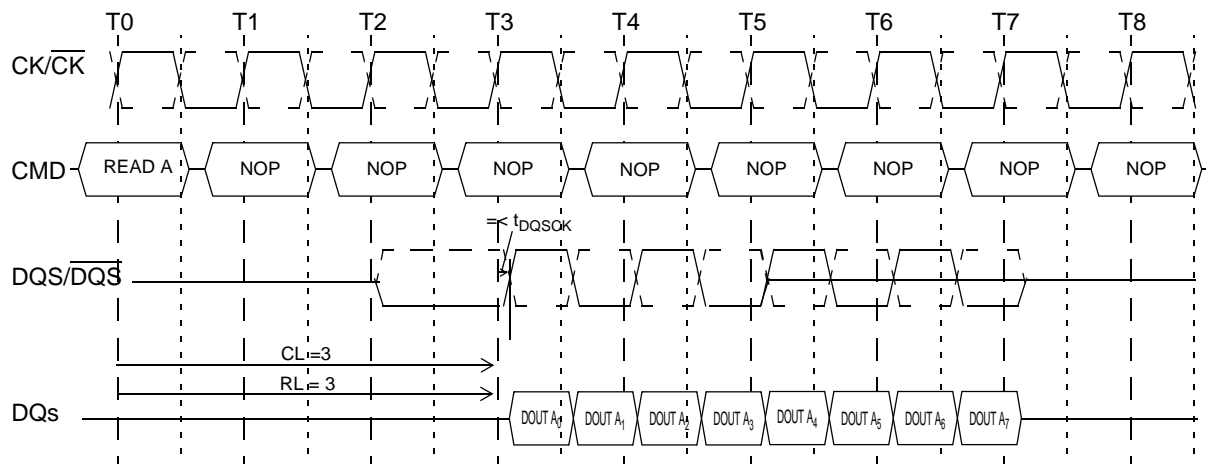 T0 T1 T2 T3 T4 T5 T6 T7 T8
CK/C̅K̅
CMD READ A NOP NOP NOP NOP NOP NOP NOP NOP
=< tDQSCK
DQS/D̅Q̅S̅
CL =3
RL = 3
DQs DOUT A0 DOUT A1 DOUT A2 DOUT A3 DOUT A4 DOUT A5 DOUT A6 DOUT A7